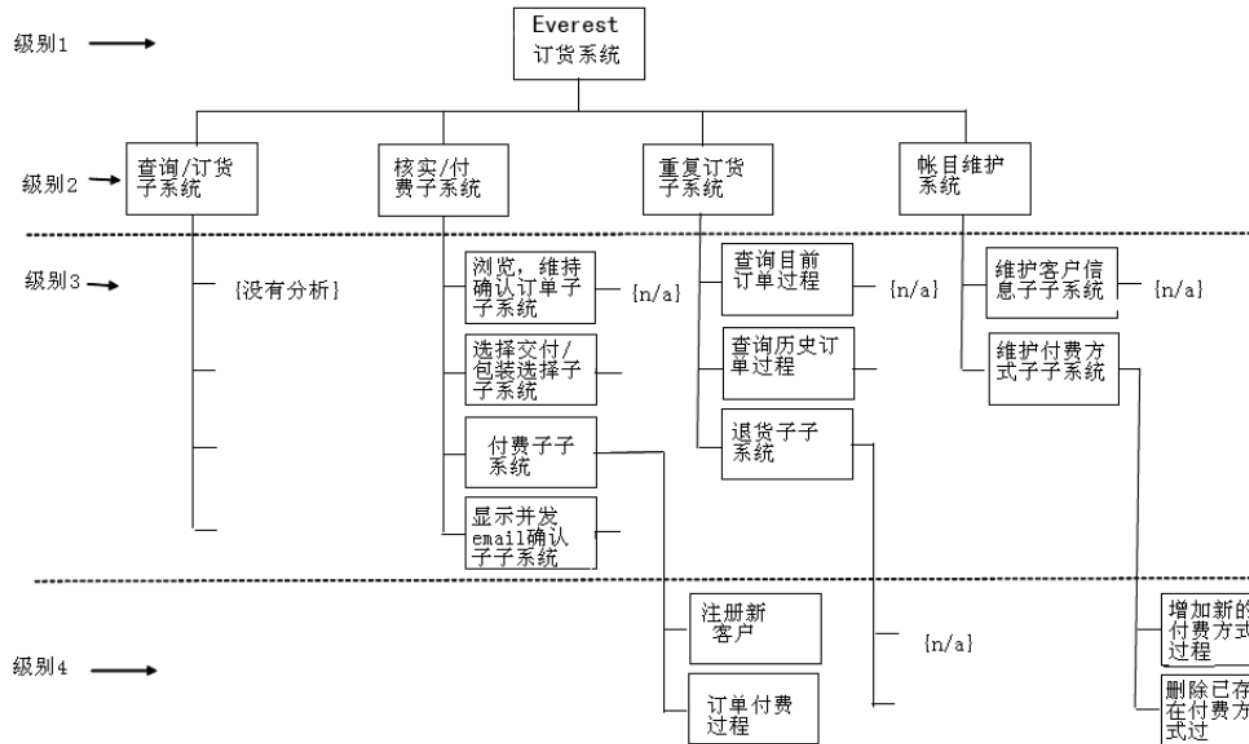 级别1
Everest
订货系统
级别2
查询/订货
子系统
核实/付
费子系统
重复订货
子系统
帐目维护
系统
级别3
{没有分析}
浏览，维持
确认订单子
子系统
{n/a}
查询目前
订单过程
{n/a}
维护客户信
息子子系统
{n/a}
选择交付/
包装选择子
子系统
查询历史订
单过程
维护付费方
式子子系统
付费子子
系统
退货子子
系统
显示并发
email确认
子子系统
级别4
注册新
客户
{n/a}
增加新的
付费方式
过程
订单付费
过程
删除已存
在付费方
式过